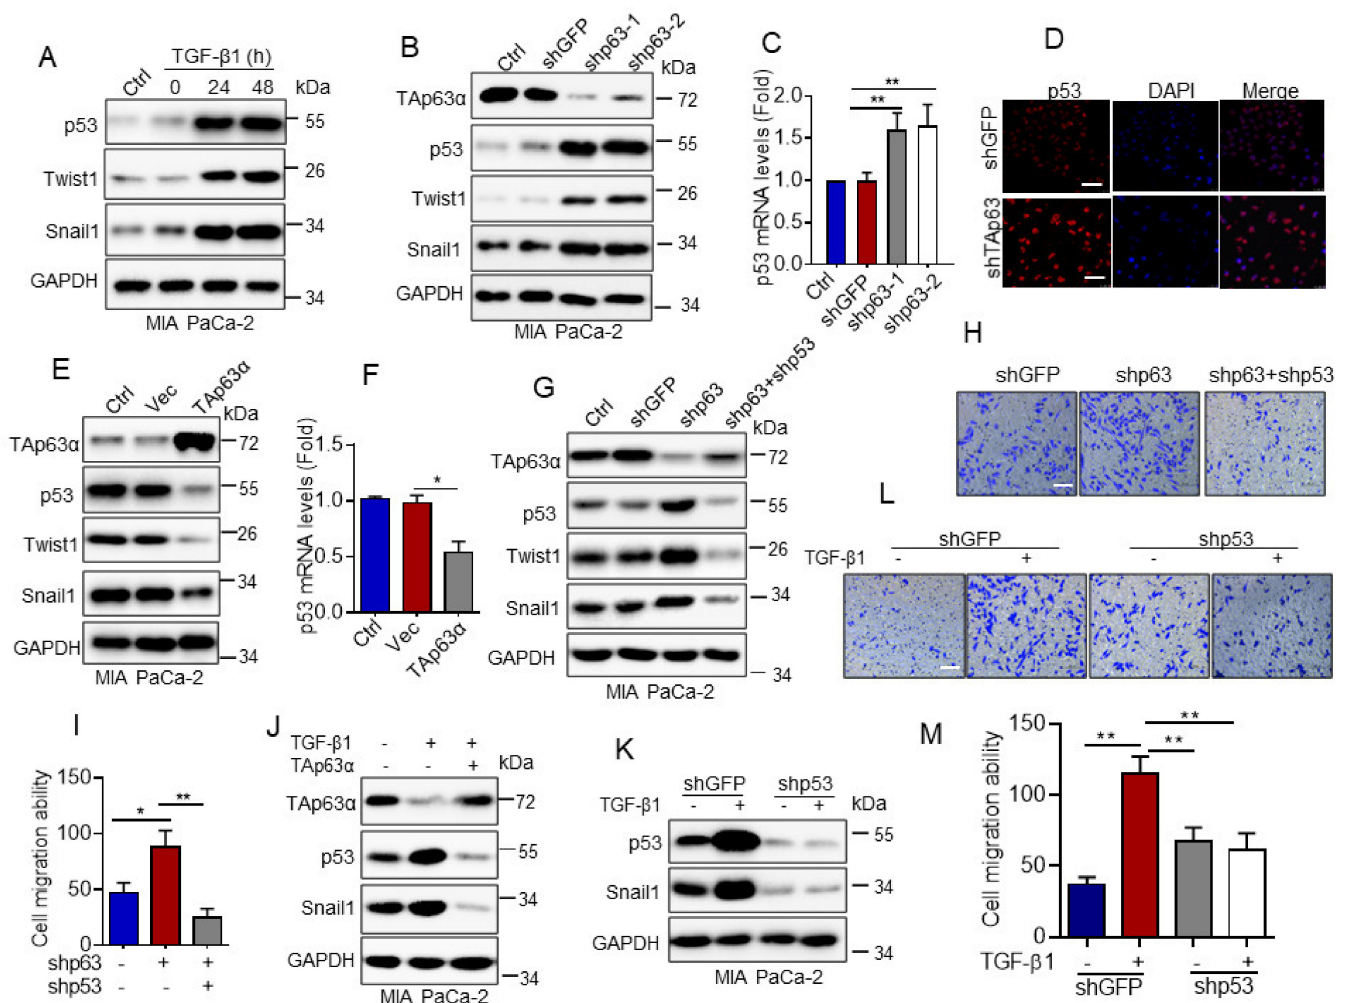 A
TGF-β1 (h)
Ctrl 0 24 48 kDa
p53 55
Twist1 26
Snail1 34
GAPDH 34
MIA PaCa-2
B
Ctrl shGFP shp63-1 shp63-2
kDa
TAp63α 72
p53 55
Twist1 26
Snail1 34
GAPDH 34
MIA PaCa-2
C
p53 mRNA levels (Fold)
** **
2.0
1.5
1.0
0.5
0.0
Ctrl shGFP shp63-1 shp63-2
D
p53 DAPI Merge
shGFP
shTAp63
E
Ctrl Vec TAp63α
kDa
TAp63α 72
p53 55
Twist1 26
Snail1 34
GAPDH 34
MIA PaCa-2
F
p53 mRNA levels (Fold)
*
1.5
1.0
0.5
0.0
Ctrl Vec TAp63α
G
Ctrl shGFP shp63 shp63+shp53
kDa
TAp63α 72
p53 55
Twist1 26
Snail1 34
GAPDH 34
MIA PaCa-2
H
shGFP shp63 shp63+shp53
L
shGFP shp53
TGF-β1 - + - +
I
Cell migration ability
* **
150
100
50
0
shp63 - + +
shp53 - - +
J
TGF-β1 - + +
TAp63α - - + kDa
TAp63α 72
p53 55
Snail1 34
GAPDH 34
MIA PaCa-2
K
shGFP shp53
TGF-β1 - + - + kDa
p53 55
Snail1 34
GAPDH 34
MIA PaCa-2
M
Cell migration ability
** ** **
150
100
50
0
TGF-β1 - + - +
shGFP shp53